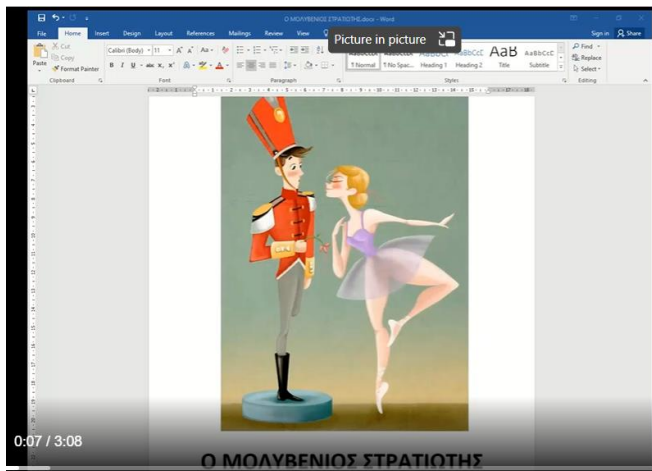 Ο ΜΟΛΥΒΕΝΙΟΣ ΣΤΡΑΤΙΩΤΗΣ.docx - Word
File Home Insert Design Layout References Mailings Review View Sign in Share
Picture in picture
Cut
Copy
Format Painter
Paste
Calibri (Body) 11
Find
Replace
Select
¶ Normal ¶ No Spac... Heading 1 Heading 2 Title Subtitle
Clipboard Font Paragraph Styles Editing
0:07 / 3:08
Ο ΜΟΛΥΒΕΝΙΟΣ ΣΤΡΑΤΙΩΤΗΣ